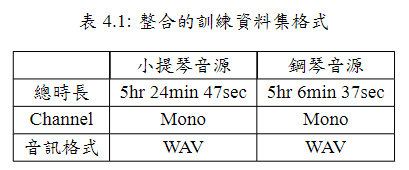 表 4.1: 整合的訓練資料集格式
小提琴音源 鋼琴音源
總時長 5hr 24min 47sec 5hr 6min 37sec
Channel Mono Mono
音訊格式 WAV WAV